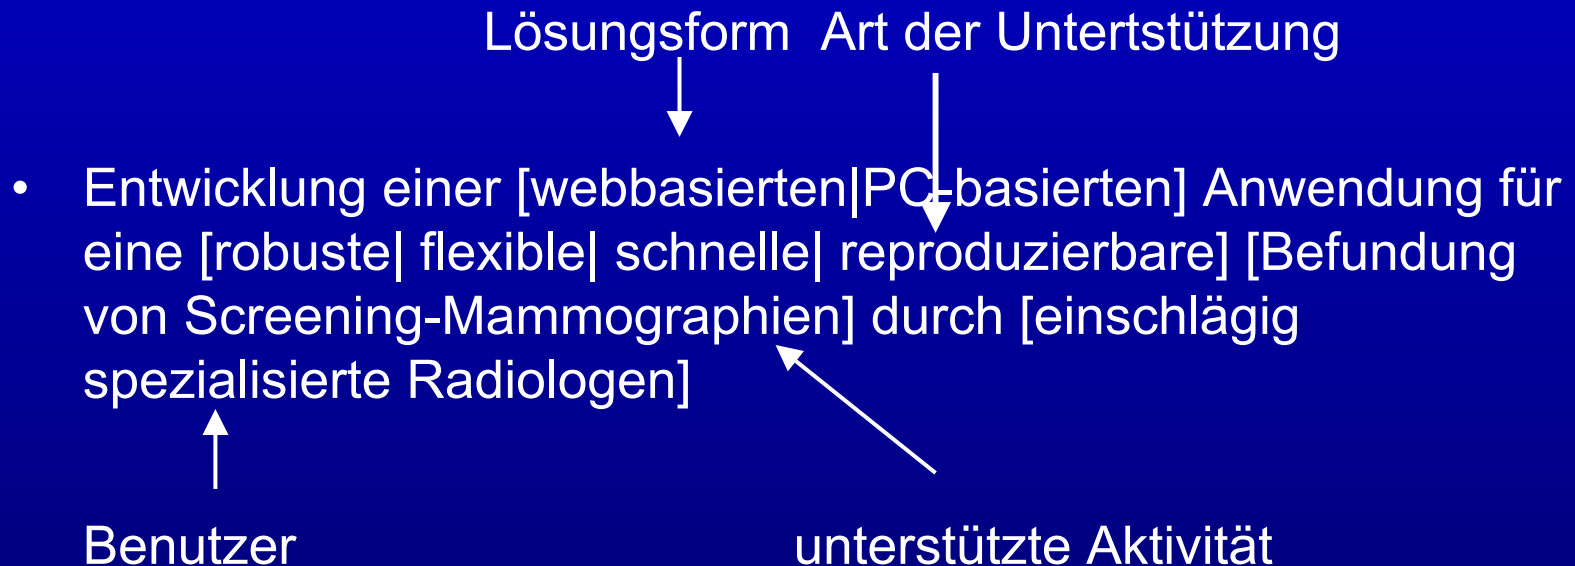 Lösungsform Art der Untertstützung
• Entwicklung einer [webbasierten|PC-basierten] Anwendung für
eine [robuste| flexible| schnelle| reproduzierbare] [Befundung
von Screening-Mammographien] durch [einschlägig
spezialisierte Radiologen]
Benutzer unterstützte Aktivität